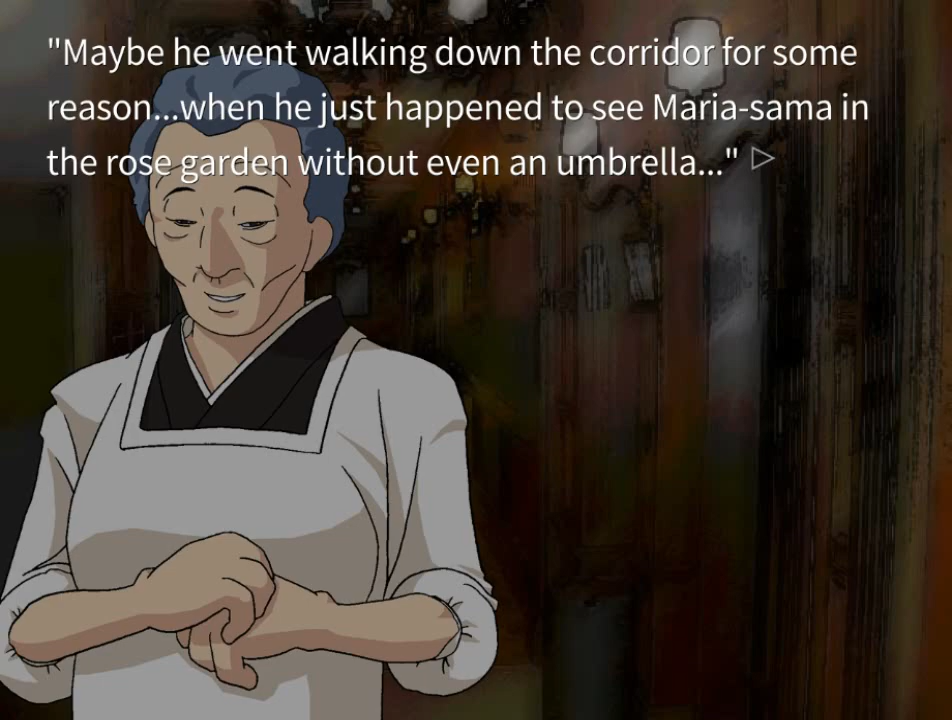 "Maybe he went walking down the corridor for some
reason...when he just happened to see Maria-sama in
the rose garden without even an umbrella..."